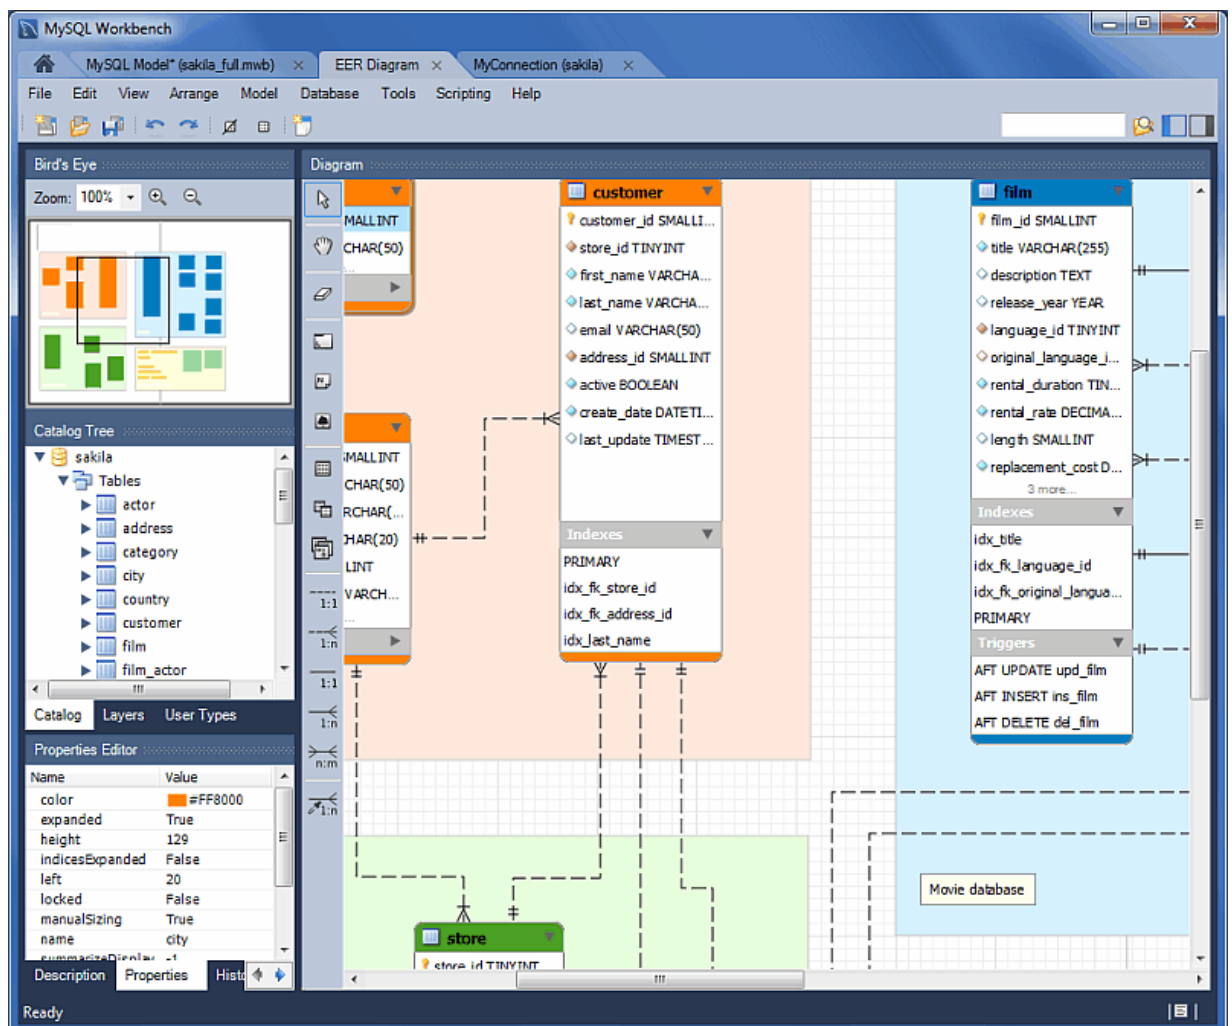 MySQL Workbench
MySQL Model* (sakila_full.mwb)
EER Diagram
MyConnection (sakila)
File Edit View Arrange Model Database Tools Scripting Help
Bird's Eye
Zoom: 100%
Catalog Tree
sakila
Tables
actor
address
category
city
country
customer
film
film_actor
Catalog Layers User Types
Properties Editor
Name Value
color #FF8000
expanded True
height 129
indicesExpanded False
left 20
locked False
manualSizing True
name city
summarizeDisplay -1
Description Properties Histo
Diagram
1:1
1:n
1:1
1:n
n:m
1:n
MALLINT
CHAR(50)
...
MALLINT
CHAR(50)
RCHAR(...
HAR(20)
LINT
VARCH...
...
customer
customer_id SMALLI...
store_id TINYINT
first_name VARCHA...
last_name VARCHA...
email VARCHAR(50)
address_id SMALLINT
active BOOLEAN
create_date DATETI...
last_update TIMEST...
Indexes
PRIMARY
idx_fk_store_id
idx_fk_address_id
idx_last_name
store
store_id TINYINT
film
film_id SMALLINT
title VARCHAR(255)
description TEXT
release_year YEAR
language_id TINYINT
original_language_i...
rental_duration TIN...
rental_rate DECIMA...
length SMALLINT
replacement_cost D...
3 more...
Indexes
idx_title
idx_fk_language_id
idx_fk_original_langua...
PRIMARY
Triggers
AFT UPDATE upd_film
AFT INSERT ins_film
AFT DELETE del_film
Movie database
Ready